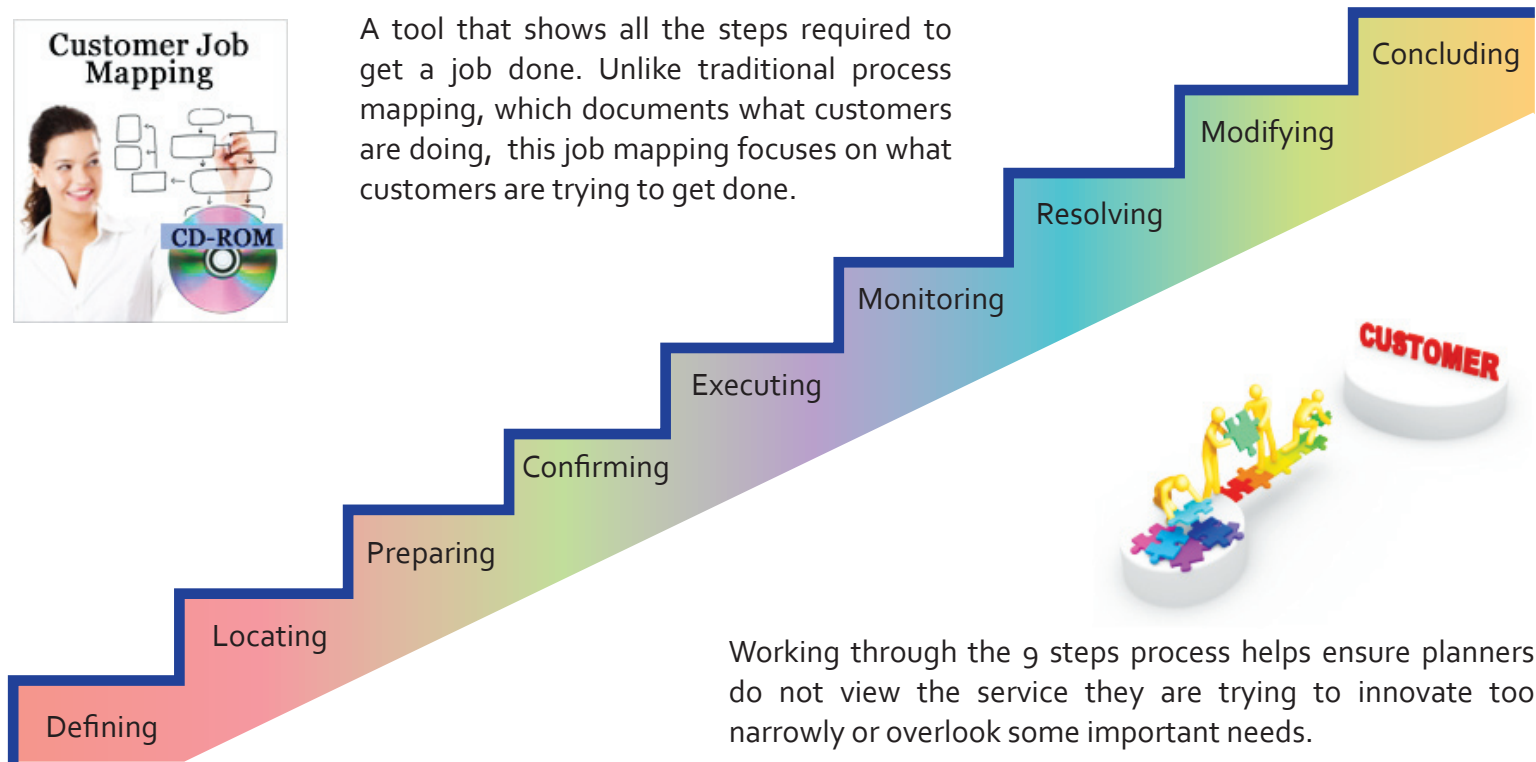 Customer Job
Mapping
CD-ROM
A tool that shows all the steps required to
get a job done. Unlike traditional process
mapping, which documents what customers
are doing, this job mapping focuses on what
customers are trying to get done.
Concluding
Modifying
Resolving
Monitoring
Executing
Confirming
Preparing
Locating
Defining
CUSTOMER
Working through the 9 steps process helps ensure planners
do not view the service they are trying to innovate too
narrowly or overlook some important needs.